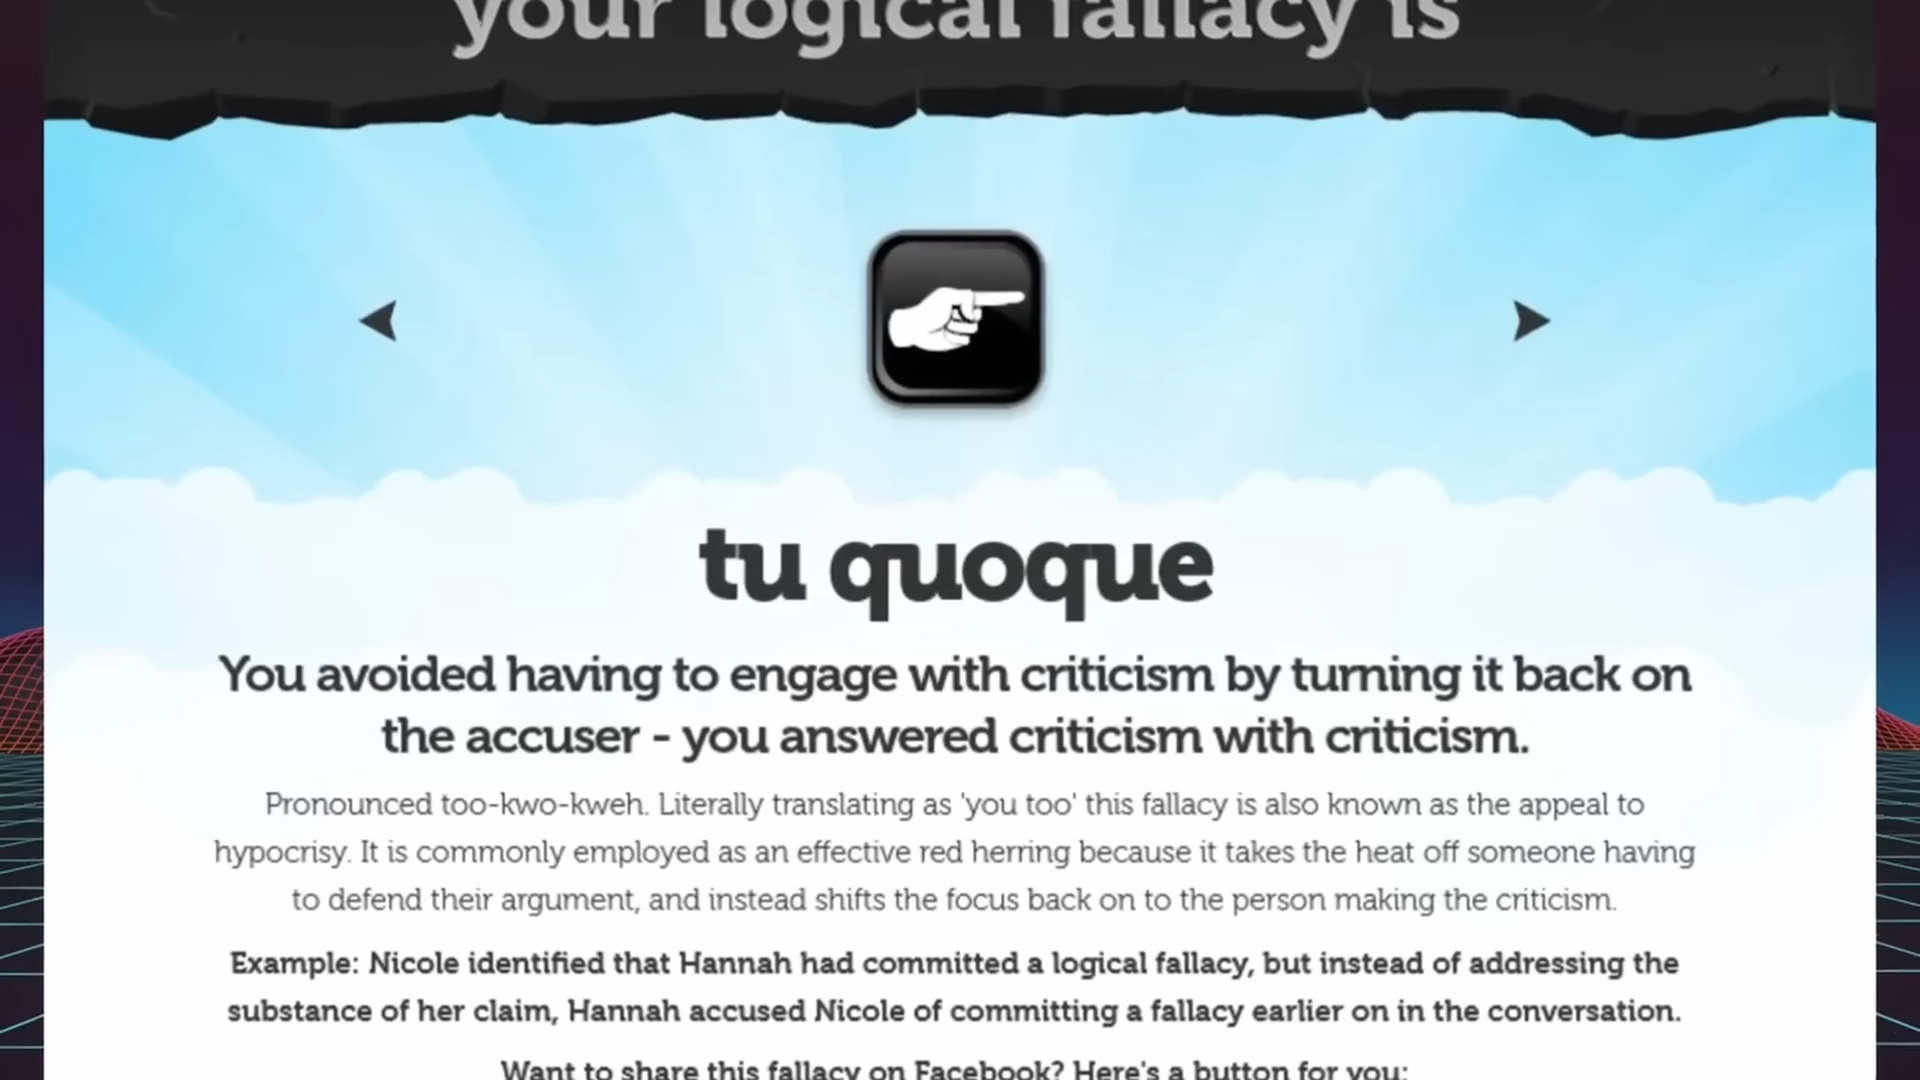 your logical fallacy is
tu quoque
You avoided having to engage with criticism by turning it back on
the accuser - you answered criticism with criticism.
Pronounced too-kwo-kweh. Literally translating as 'you too' this fallacy is also known as the appeal to
hypocrisy. It is commonly employed as an effective red herring because it takes the heat off someone having
to defend their argument, and instead shifts the focus back on to the person making the criticism.
Example: Nicole identified that Hannah had committed a logical fallacy, but instead of addressing the
substance of her claim, Hannah accused Nicole of committing a fallacy earlier on in the conversation.
Want to share this fallacy on Facebook? Here's a button for you: